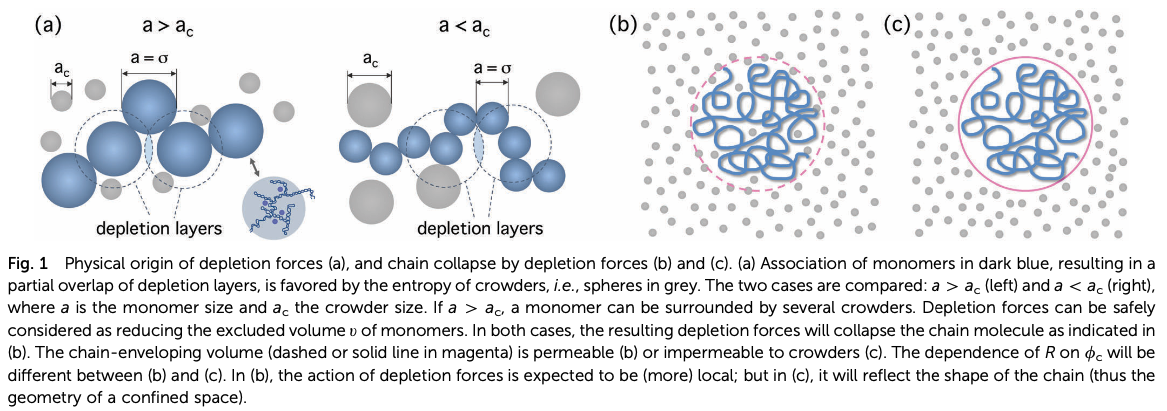 (a)
a > a_c
a < a_c
(b)
(c)
a_c
a = σ
a_c
a = σ
depletion layers
depletion layers
Fig. 1 Physical origin of depletion forces (a), and chain collapse by depletion forces (b) and (c). (a) Association of monomers in dark blue, resulting in a
partial overlap of depletion layers, is favored by the entropy of crowders, i.e., spheres in grey. The two cases are compared: a > a_c (left) and a < a_c (right),
where a is the monomer size and a_c the crowder size. If a > a_c, a monomer can be surrounded by several crowders. Depletion forces can be safely
considered as reducing the excluded volume υ of monomers. In both cases, the resulting depletion forces will collapse the chain molecule as indicated in
(b). The chain-enveloping volume (dashed or solid line in magenta) is permeable (b) or impermeable to crowders (c). The dependence of R on ϕ_c will be
different between (b) and (c). In (b), the action of depletion forces is expected to be (more) local; but in (c), it will reflect the shape of the chain (thus the
geometry of a confined space).